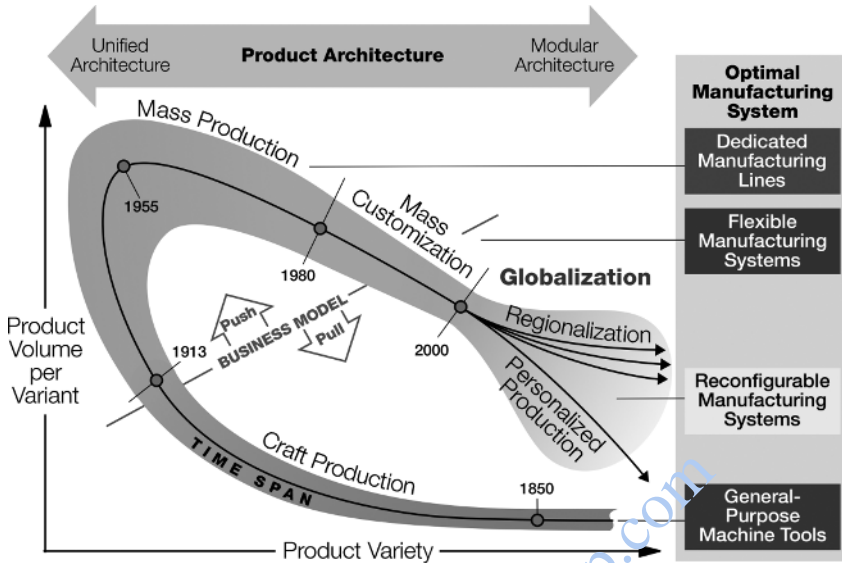 Unified
Architecture
Product Architecture
Modular
Architecture
Optimal
Manufacturing
System
Mass Production
Dedicated
Manufacturing
Lines
1955
Mass
Customization
Flexible
Manufacturing
Systems
1980
Globalization
Push
BUSINESS MODEL
Pull
2000
Regionalization
Product
Volume
per
Variant
1913
Personalized
Production
Reconfigurable
Manufacturing
Systems
Craft Production
TIME SPAN
1850
General-
Purpose
Machine Tools
Product Variety